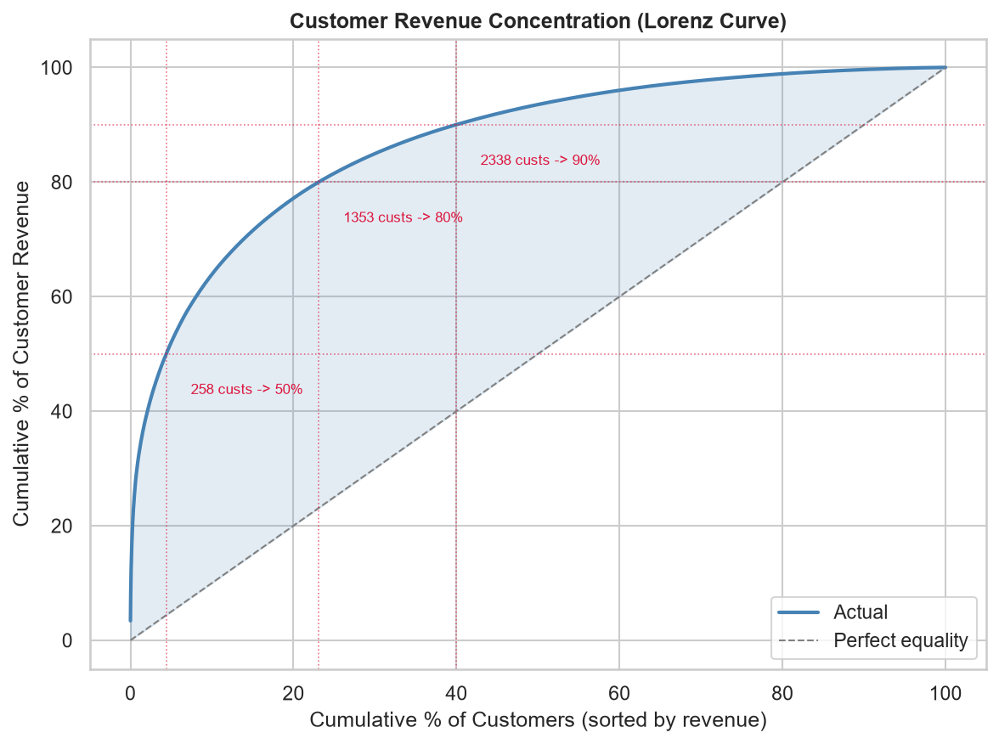 Customer Revenue Concentration (Lorenz Curve)
Cumulative % of Customer Revenue
100
80
60
40
20
0
2338 custs -> 90%
1353 custs -> 80%
258 custs -> 50%
Actual
Perfect equality
0 20 40 60 80 100
Cumulative % of Customers (sorted by revenue)